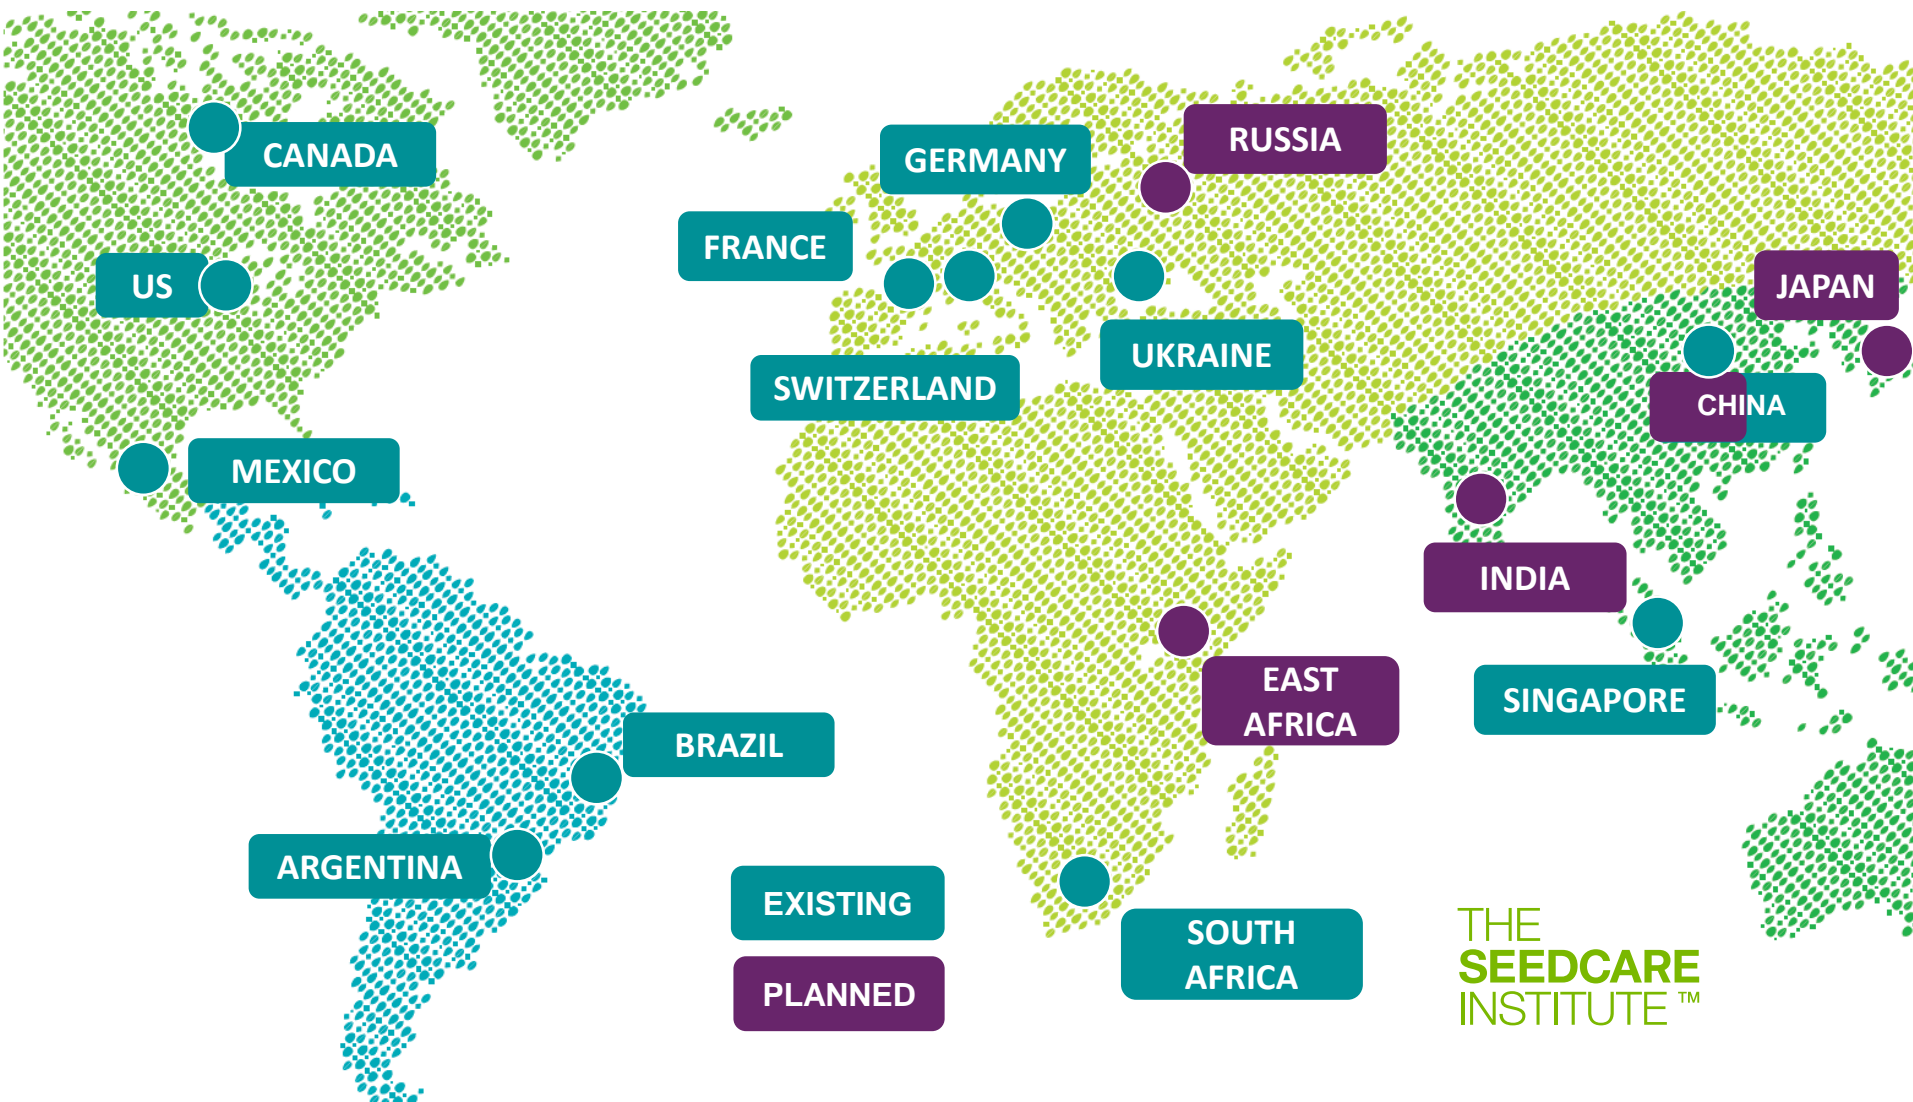 CANADA
GERMANY
RUSSIA
FRANCE
US
JAPAN
UKRAINE
SWITZERLAND
CHINA
MEXICO
INDIA
EAST
AFRICA
SINGAPORE
BRAZIL
ARGENTINA
EXISTING
PLANNED
SOUTH
AFRICA
THE
SEEDCARE
INSTITUTE ™